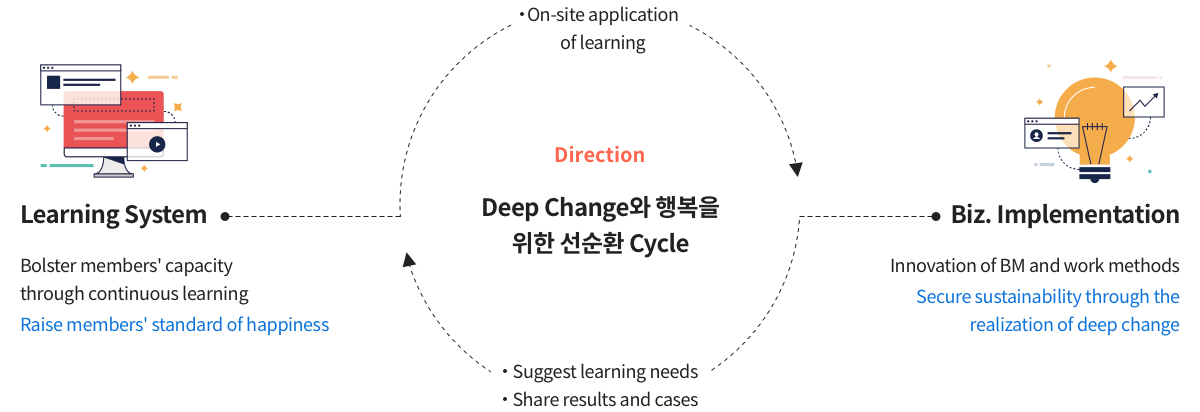 • On-site application
of learning
Direction
Deep Change와 행복을
위한 선순환 Cycle
Learning System
Bolster members' capacity
through continuous learning
Raise members' standard of happiness
Biz. Implementation
Innovation of BM and work methods
Secure sustainability through the
realization of deep change
• Suggest learning needs
• Share results and cases